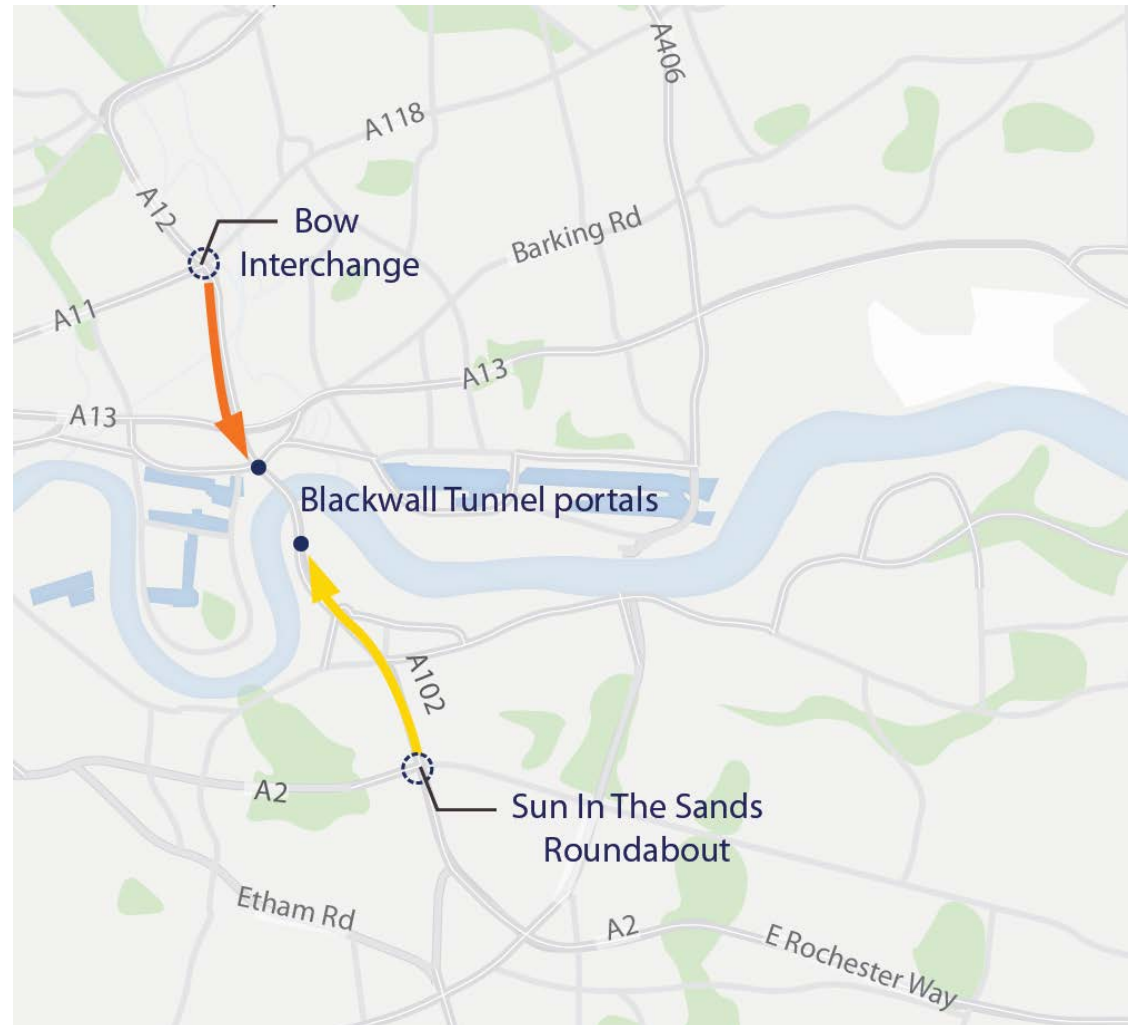 A406
A118
A12
Bow
Interchange
Barking Rd
A11
A13
A13
Blackwall Tunnel portals
A102
A2
Sun In The Sands
Roundabout
Etham Rd
A2
E Rochester Way